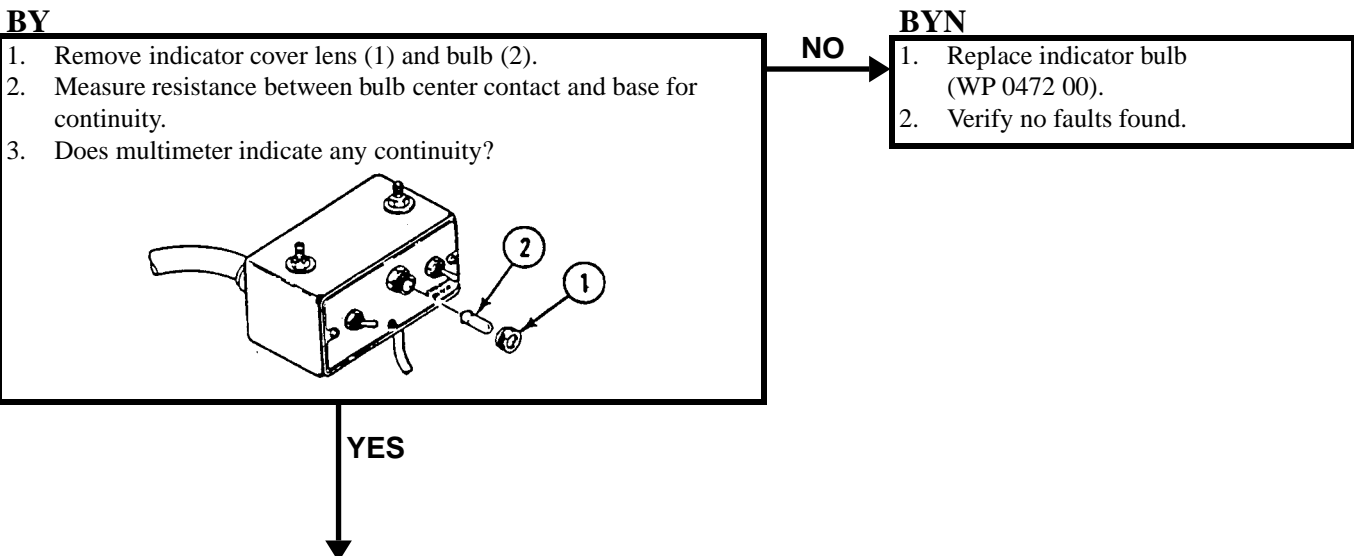 BY
1. Remove indicator cover lens (1) and bulb (2).
2. Measure resistance between bulb center contact and base for
continuity.
3. Does multimeter indicate any continuity?
2
1
NO
BYN
1. Replace indicator bulb
(WP 0472 00).
2. Verify no faults found.
YES